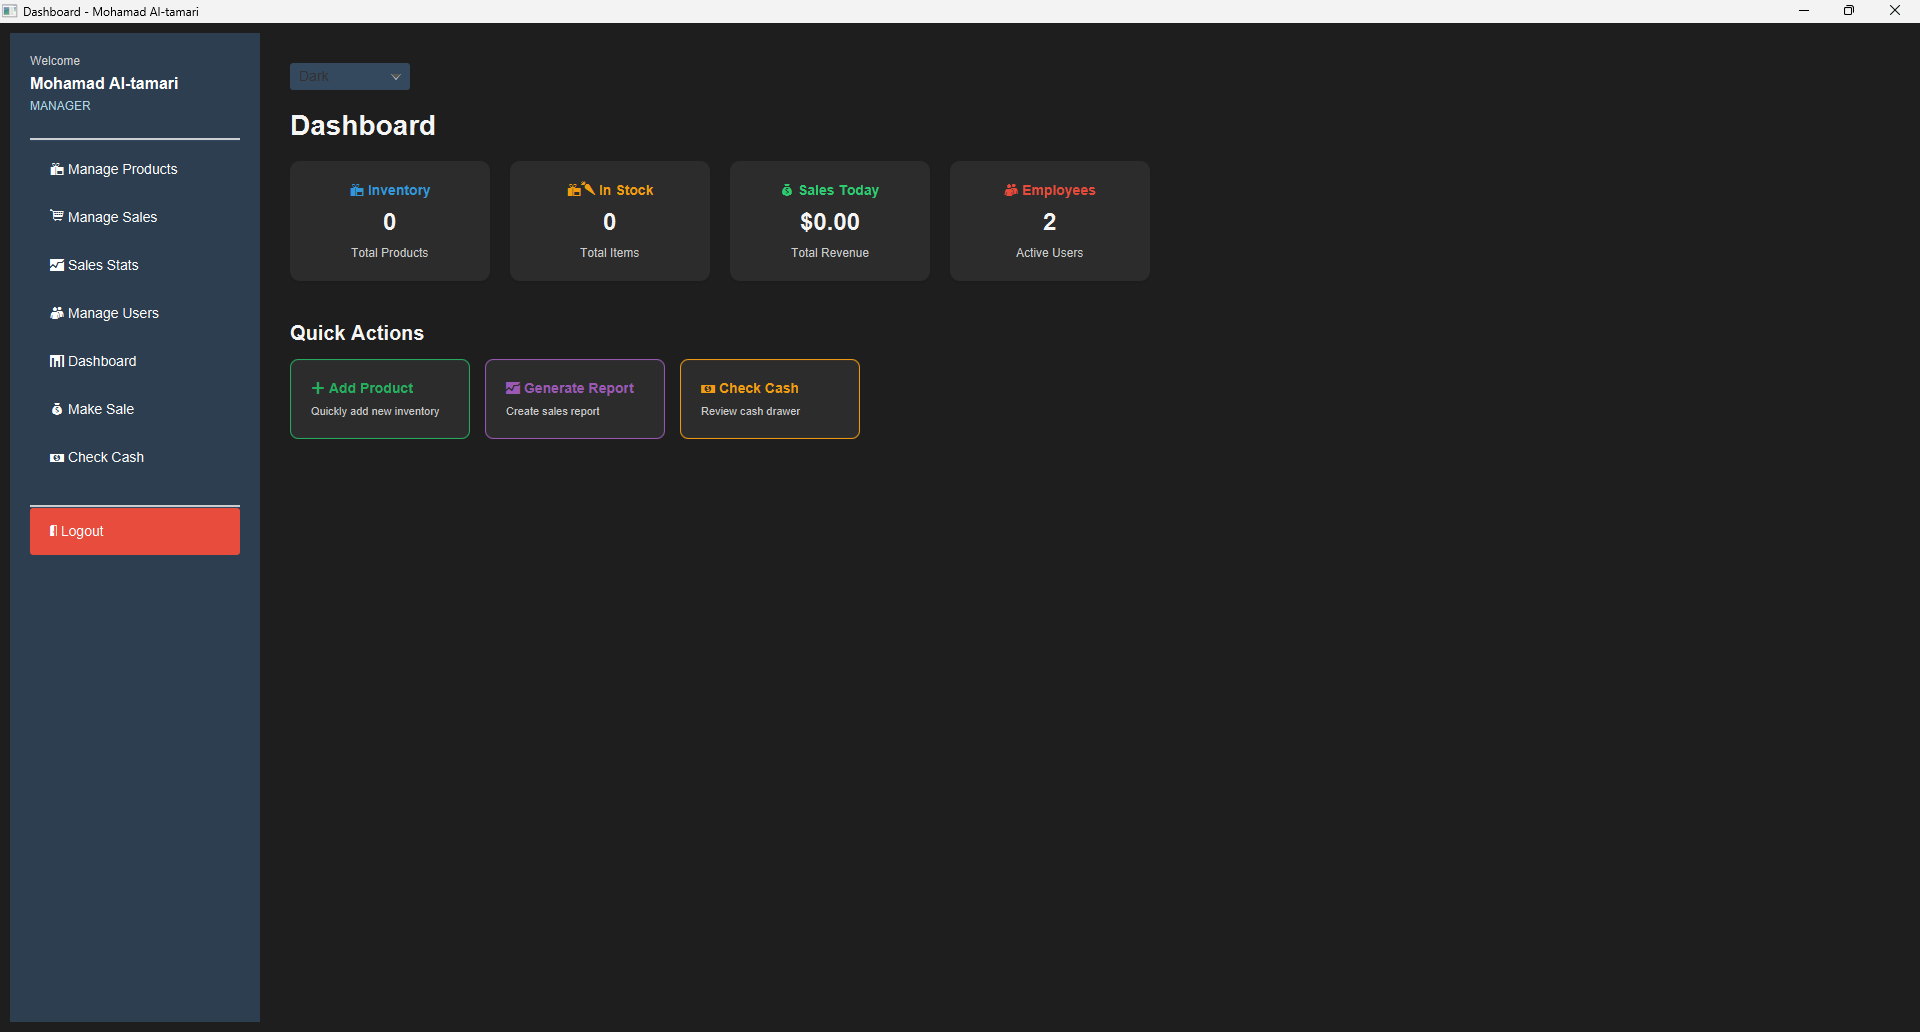 Dashboard - Mohamad Al-tamari
Welcome
Mohamad Al-tamari
MANAGER
Manage Products
Manage Sales
Sales Stats
Manage Users
Dashboard
Make Sale
Check Cash
Logout
Dark
Dashboard
Inventory
0
Total Products
In Stock
0
Total Items
Sales Today
$0.00
Total Revenue
Employees
2
Active Users
Quick Actions
Add Product
Quickly add new inventory
Generate Report
Create sales report
Check Cash
Review cash drawer